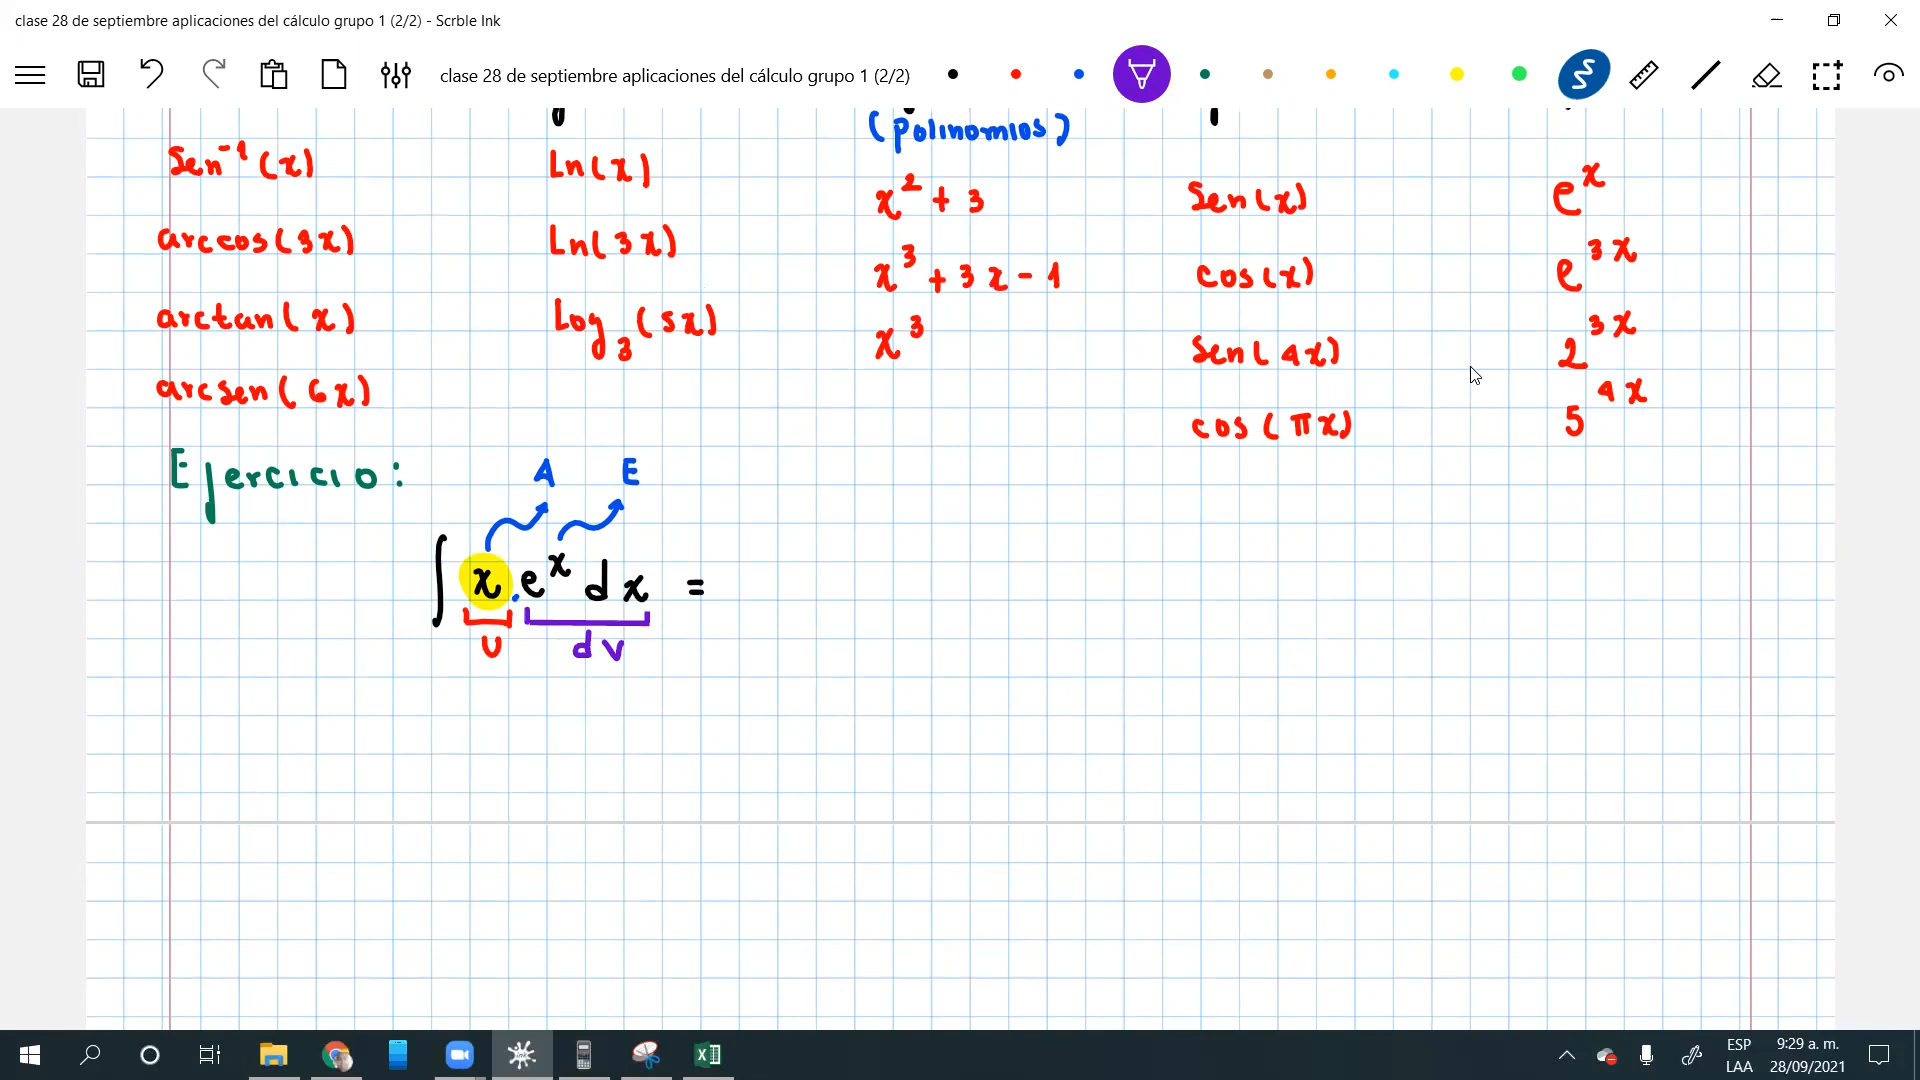 clase 28 de septiembre aplicaciones del cálculo grupo 1 (2/2) - Scrble Ink
clase 28 de septiembre aplicaciones del cálculo grupo 1 (2/2)
(polinomios)
Sen⁻¹(x) Ln(x) x² + 3 Sen(x) eˣ
arccos(3x) Ln(3x) x³ + 3x - 1 cos(x) e³ˣ
arctan(x) Log₃(5x) x³ Sen(4x) 2³ˣ
arcsen(6x) cos(πx) 5⁴ˣ
Ejercicio:
A E
∫ x . eˣ dx =
U dV
ESP 9:29 a. m.
LAA 28/09/2021